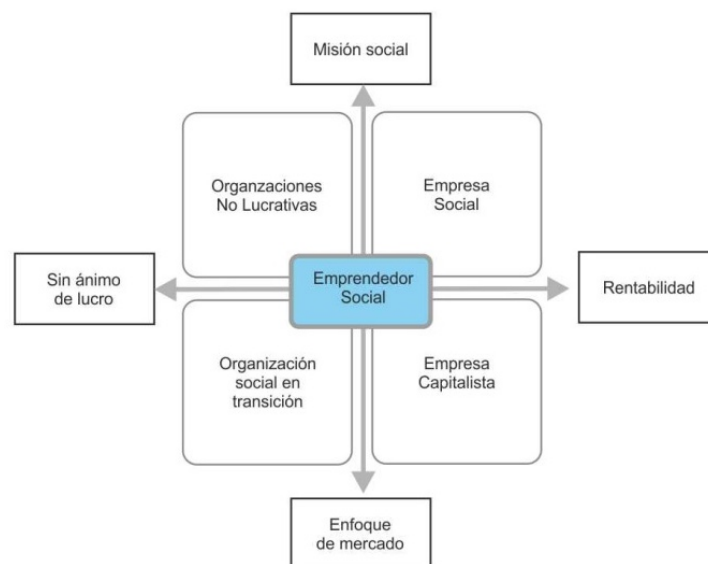 Misión social
Organzaciones
No Lucrativas
Empresa
Social
Sin ánimo
de lucro
Emprendedor
Social
Rentabilidad
Organización
social en
transición
Empresa
Capitalista
Enfoque
de mercado